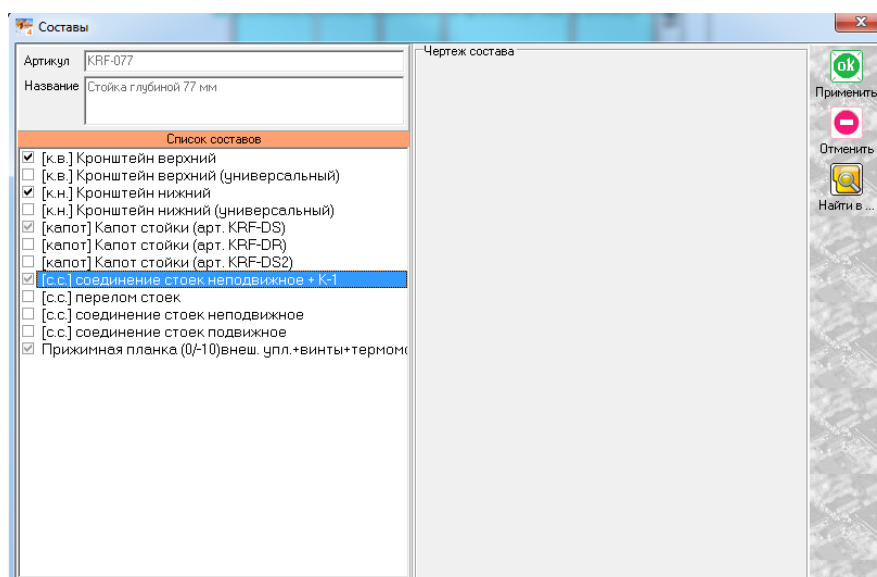 Составы
Артикул KRF-077
Название Стойка глубиной 77 мм
Список составов
[к.в.] Кронштейн верхний
[к.в.] Кронштейн верхний (универсальный)
[к.н.] Кронштейн нижний
[к.н.] Кронштейн нижний (универсальный)
[капот] Капот стойки (арт. KRF-DS)
[капот] Капот стойки (арт. KRF-DR)
[капот] Капот стойки (арт. KRF-DS2)
[с.с.] соединение стоек неподвижное + К-1
[с.с.] перелом стоек
[с.с.] соединение стоек неподвижное
[с.с.] соединение стоек подвижное
Прижимная планка (0/-10)внеш. упл.+винты+термом
Чертеж состава
ok
Применить
Отменить
Найти в ...